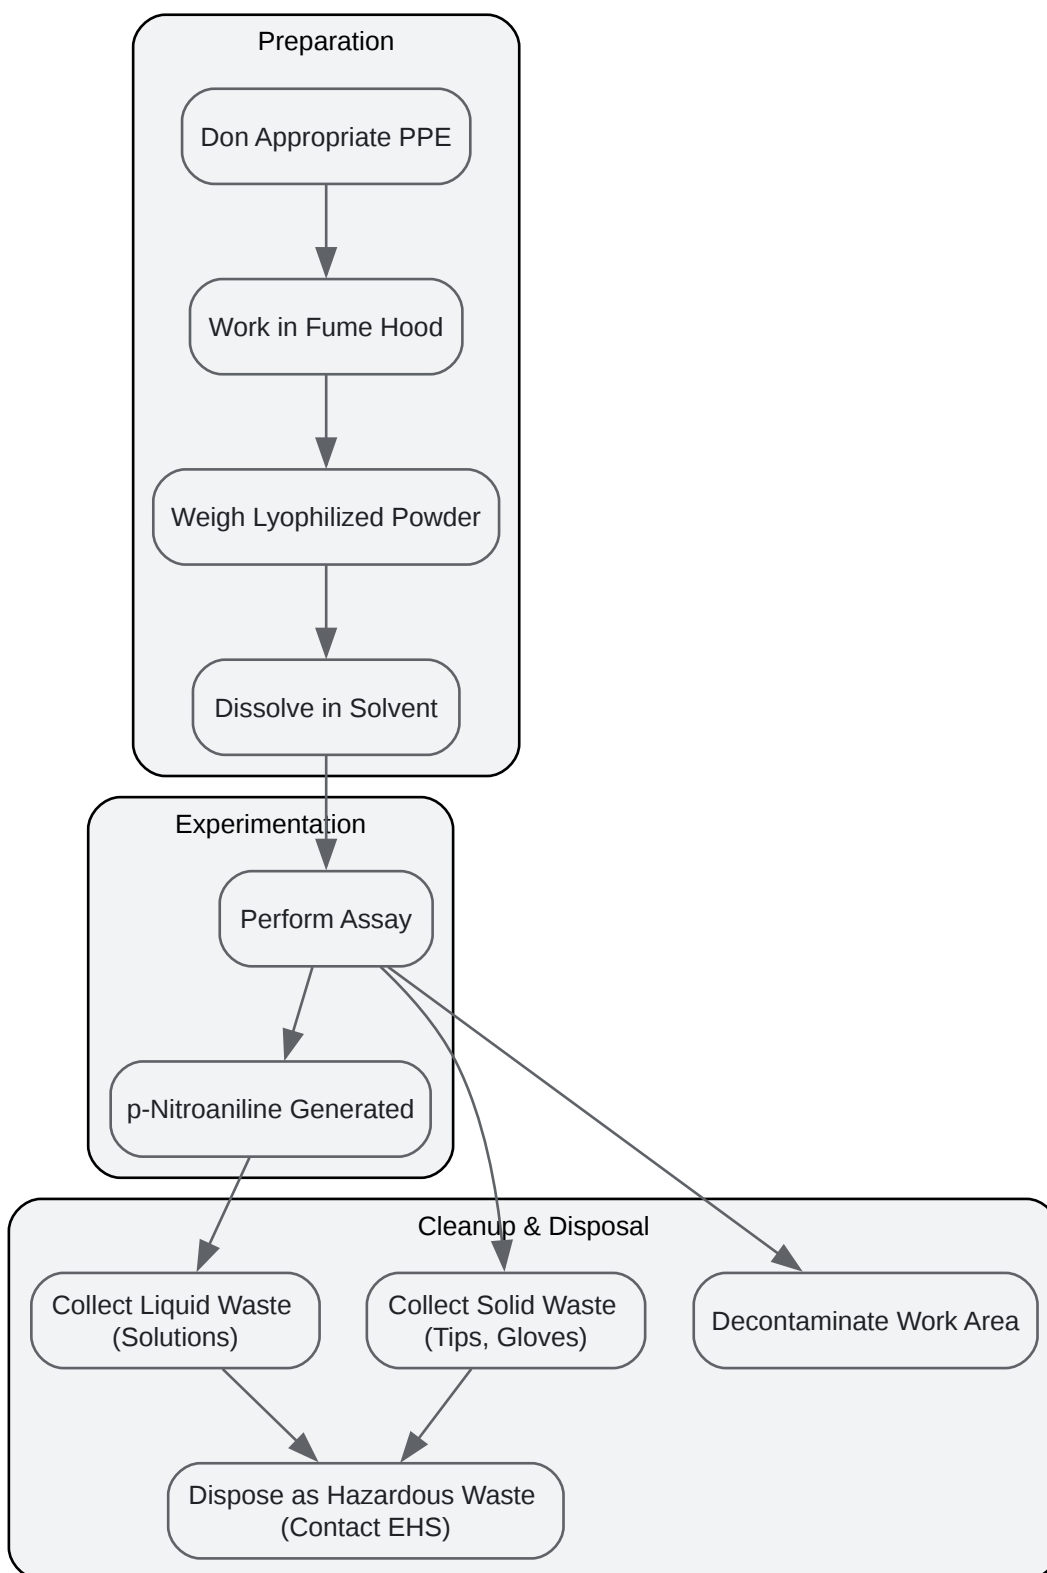 Preparation
Don Appropriate PPE
Work in Fume Hood
Weigh Lyophilized Powder
Dissolve in Solvent
Experimentation
Perform Assay
p-Nitroaniline Generated
Cleanup & Disposal
Collect Liquid Waste
(Solutions)
Collect Solid Waste
(Tips, Gloves)
Decontaminate Work Area
Dispose as Hazardous Waste
(Contact EHS)